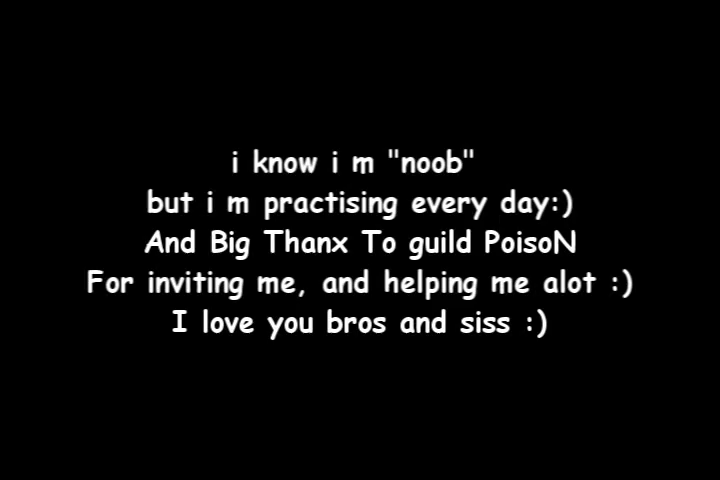 i know i m "noob"
but i m practising every day:)
And Big Thanx To guild PoisoN
For inviting me, and helping me alot :)
I love you bros and siss :)